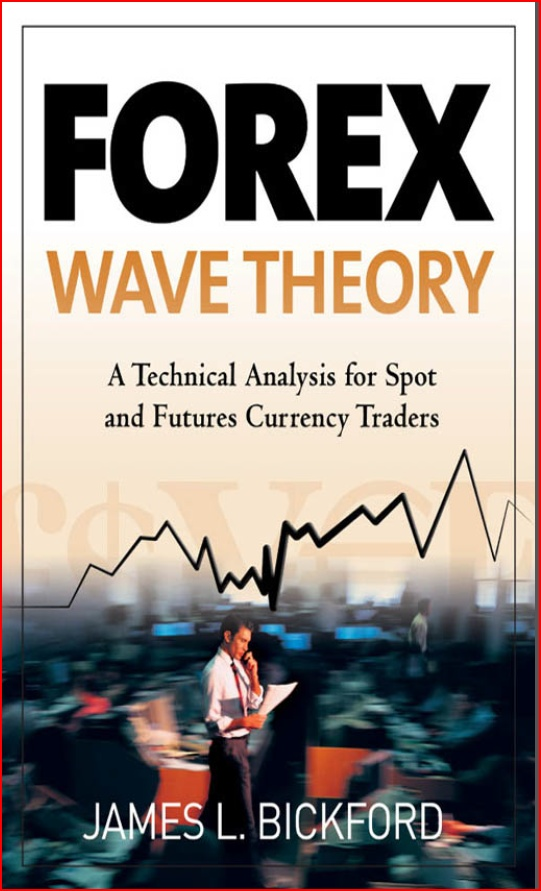 FOREX
WAVE THEORY
A Technical Analysis for Spot
and Futures Currency Traders
JAMES L. BICKFORD